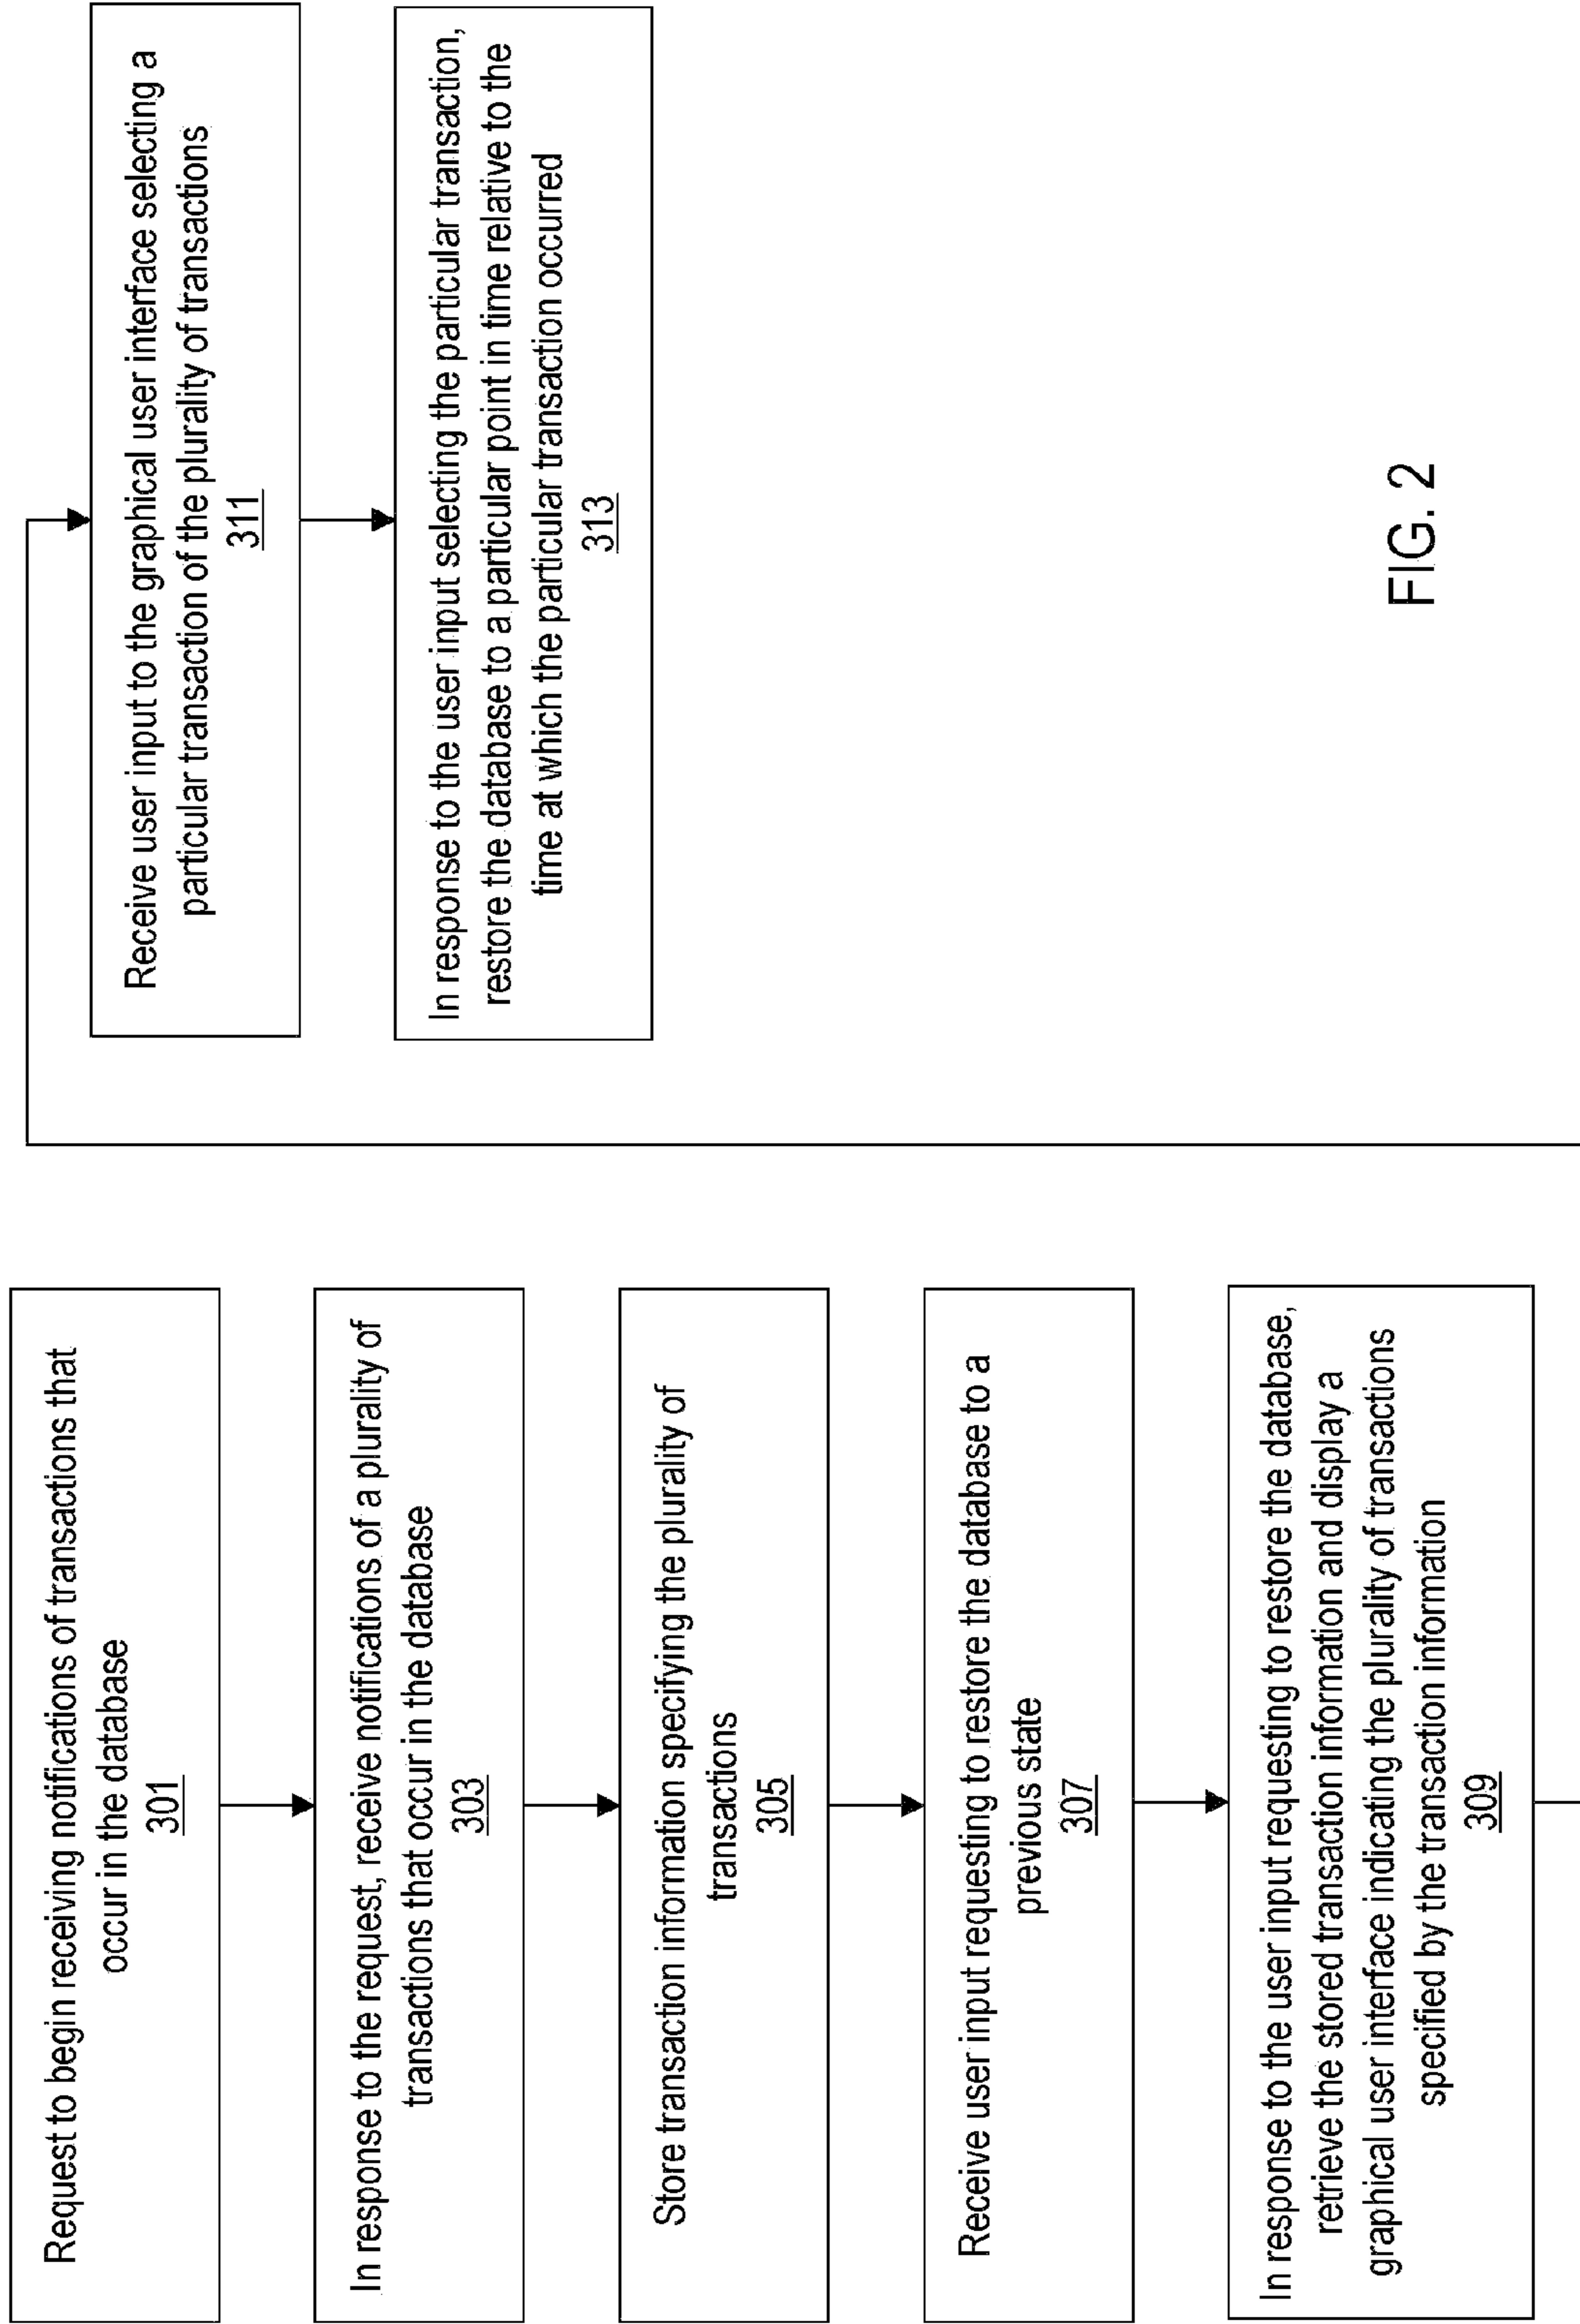 Request to begin receiving notifications of transactions that
occur in the database
301
In response to the request, receive notifications of a plurality of
transactions that occur in the database
303
Store transaction information specifying the plurality of
transactions
305
Receive user input requesting to restore the database to a
previous state
307
In response to the user input requesting to restore the database,
retrieve the stored transaction information and display a
graphical user interface indicating the plurality of transactions
specified by the transaction information
309
Receive user input to the graphical user interface selecting a
particular transaction of the plurality of transactions
311
In response to the user input selecting the particular transaction,
restore the database to a particular point in time relative to the
time at which the particular transaction occurred
313
FIG. 2